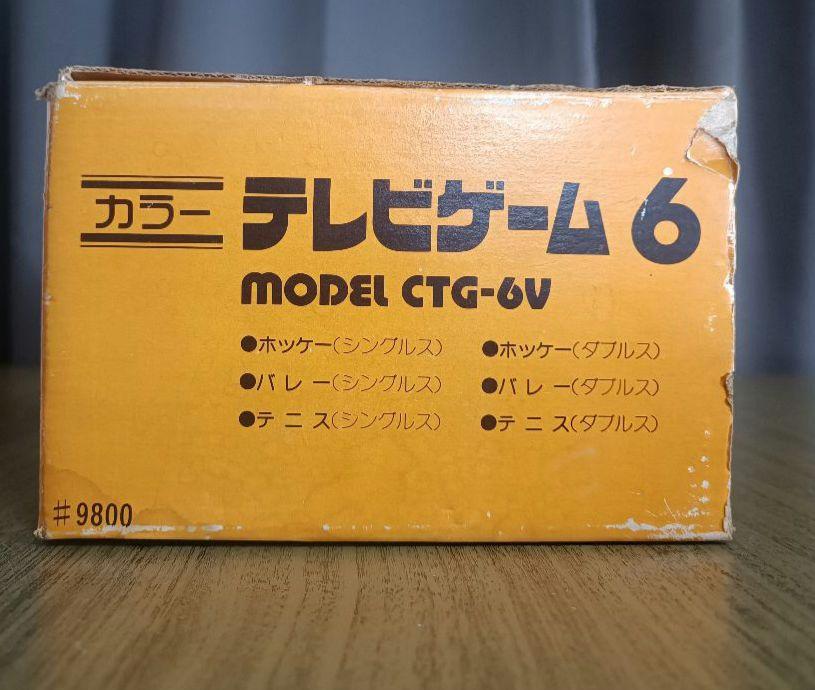 カラー テレビゲーム 6
MODEL CTG-6V
●ホッケー(シングルス) ●ホッケー(ダブルス)
●バレー(シングルス) ●バレー(ダブルス)
●テニス(シングルス) ●テニス(ダブルス)
#9800